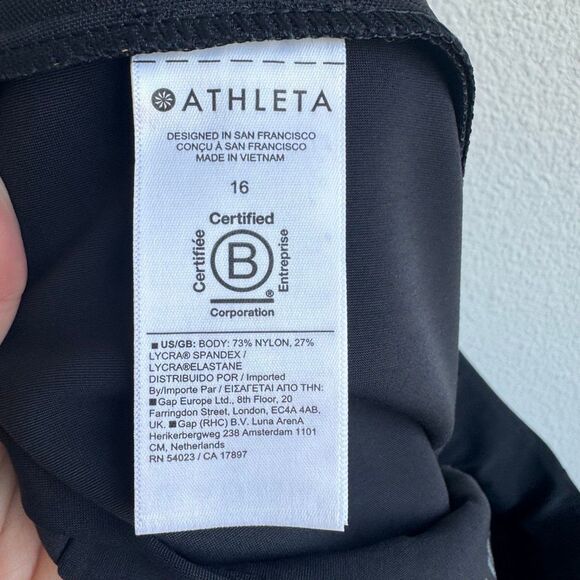 ATHLETA
DESIGNED IN SAN FRANCISCO
CONÇU À SAN FRANCISCO
MADE IN VIETNAM
16
Certified
Certifiée
B
Entreprise
®
Corporation
■ US/GB: BODY: 73% NYLON, 27%
LYCRA® SPANDEX /
LYCRA®ELASTANE
DISTRIBUIDO POR / Imported
By/Importe Par / ΕΙΣΑΓΕΤΑΙ ΑΠΟ ΤΗΝ:
■ Gap Europe Ltd., 8th Floor, 20
Farringdon Street, London, EC4A 4AB,
UK. ■ Gap (RHC) B.V. Luna ArenA
Herikerbergweg 238 Amsterdam 1101
CM, Netherlands
RN 54023 / CA 17897